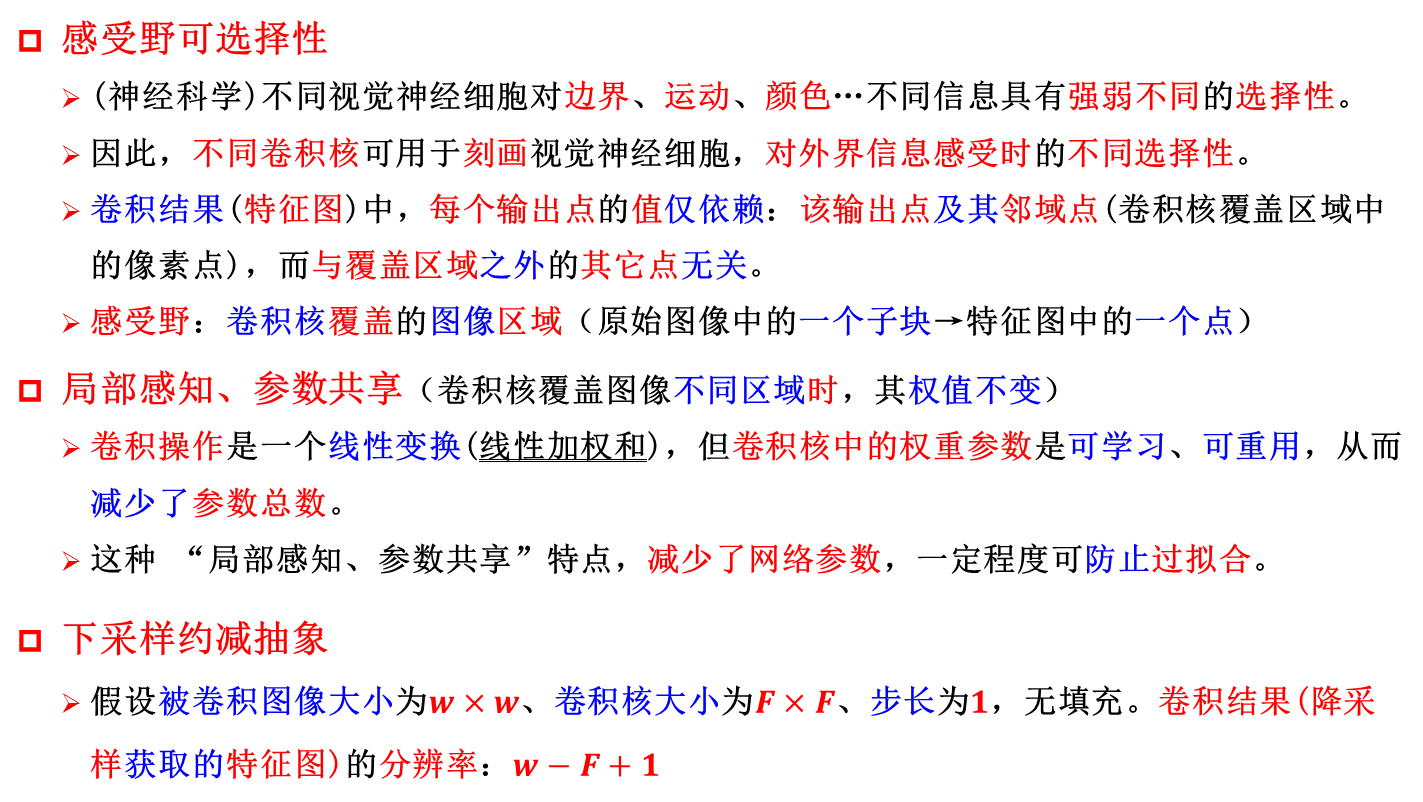 感受野可选择性
(神经科学)不同视觉神经细胞对边界、运动、颜色…不同信息具有强弱不同的选择性。
因此，不同卷积核可用于刻画视觉神经细胞，对外界信息感受时的不同选择性。
卷积结果(特征图)中，每个输出点的值仅依赖：该输出点及其邻域点(卷积核覆盖区域中
的像素点)，而与覆盖区域之外的其它点无关。
感受野：卷积核覆盖的图像区域（原始图像中的一个子块→特征图中的一个点）
局部感知、参数共享（卷积核覆盖图像不同区域时，其权值不变）
卷积操作是一个线性变换(线性加权和)，但卷积核中的权重参数是可学习、可重用，从而
减少了参数总数。
这种 “局部感知、参数共享”特点，减少了网络参数，一定程度可防止过拟合。
下采样约减抽象
假设被卷积图像大小为w × w、卷积核大小为F × F、步长为1，无填充。卷积结果(降采
样获取的特征图)的分辨率：w − F + 1